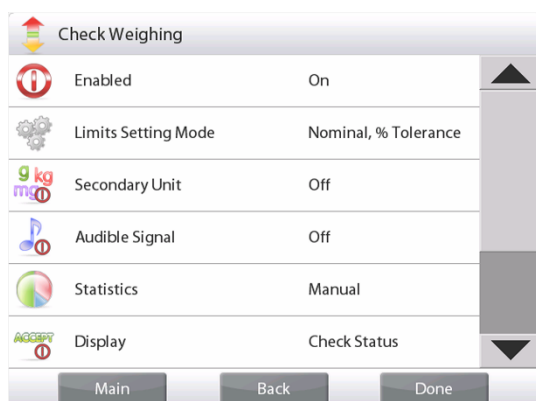 Check Weighing
Enabled On
Limits Setting Mode Nominal, % Tolerance
g kg
mg
Secondary Unit Off
Audible Signal Off
Statistics Manual
ACCEPT
Display Check Status
Main Back Done